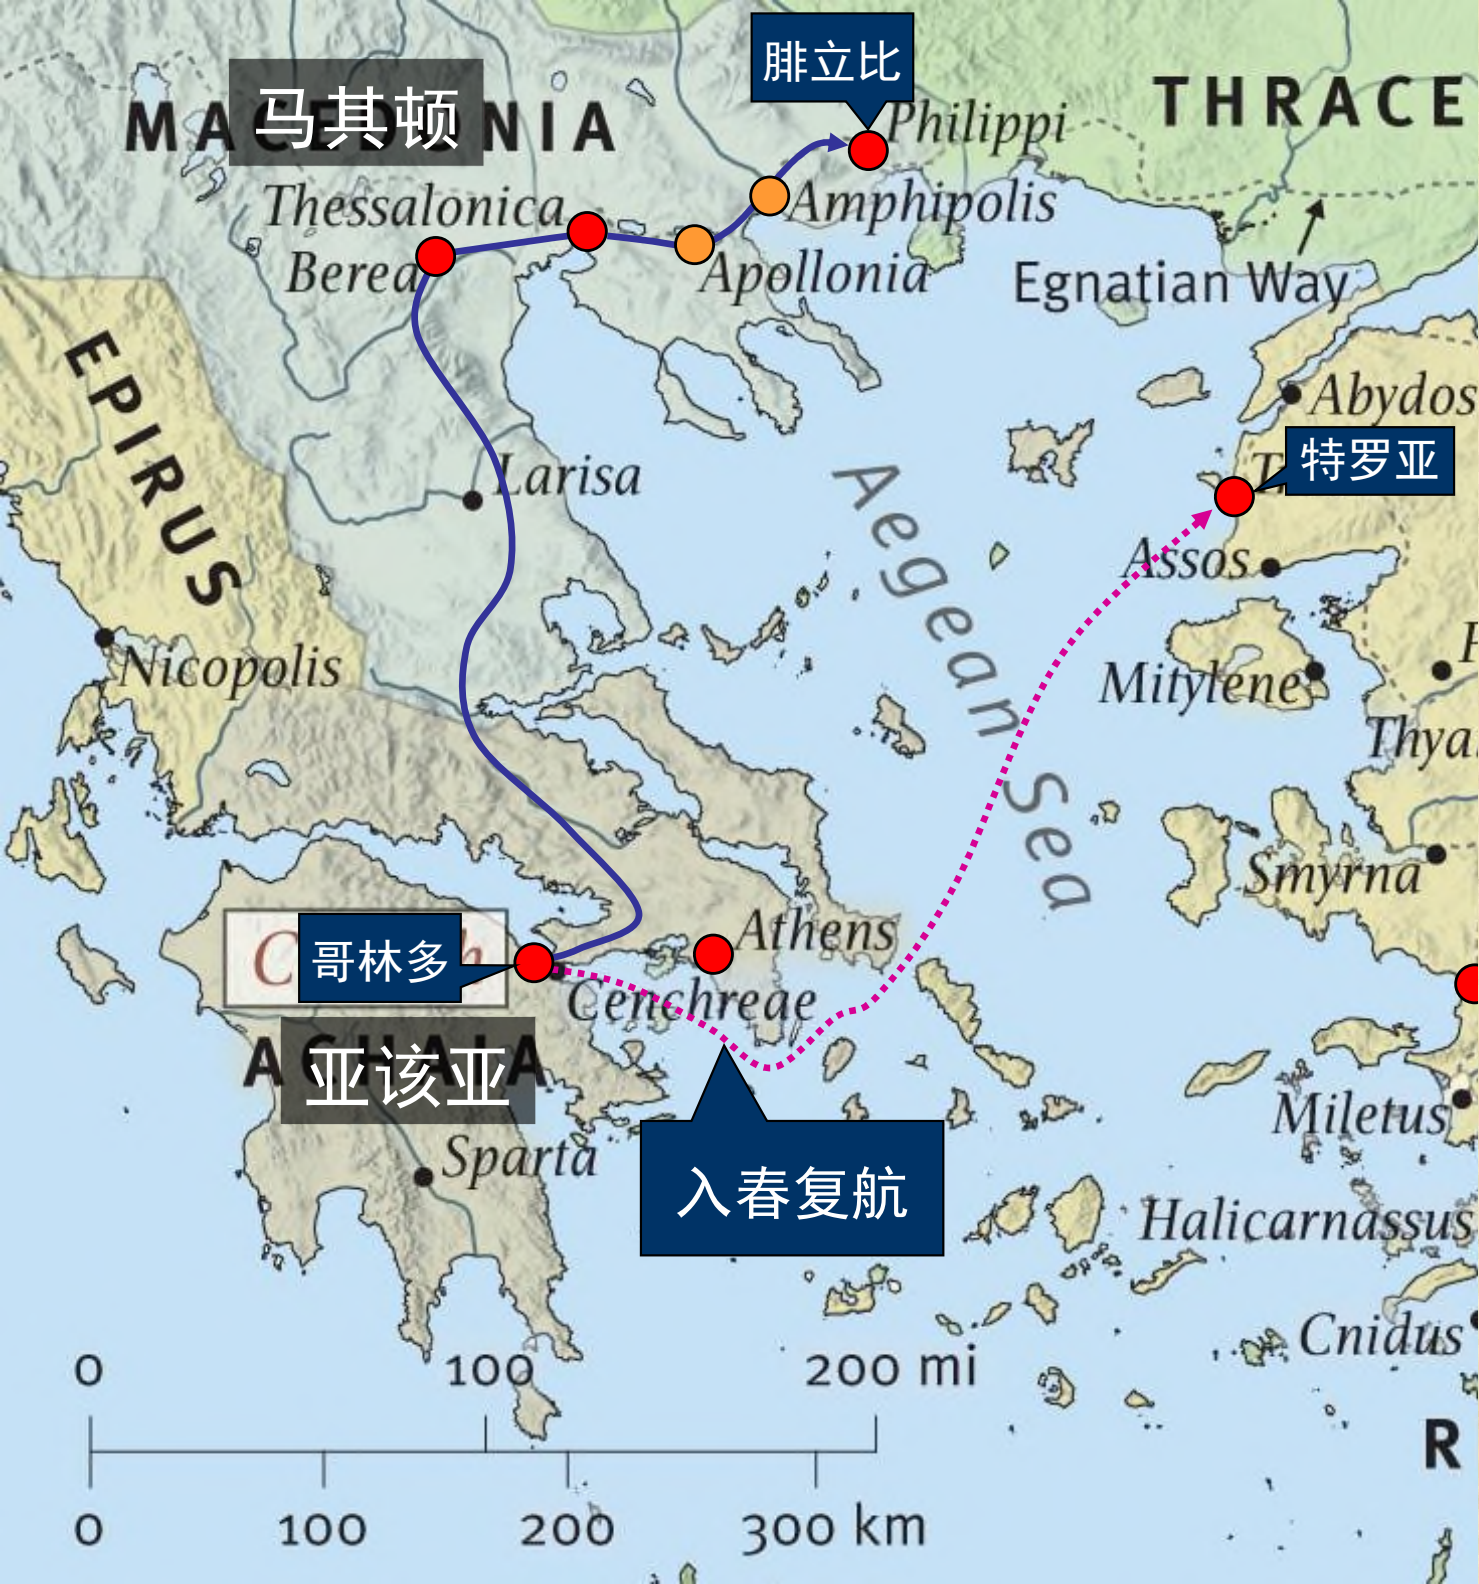 腓立比
THRACE
马其顿
Philippi
Thessalonica
Amphipolis
Berea
Apollonia
Egnatian Way
EPIRUS
Abydos
特罗亚
Larisa
Aegean Sea
Assos
Nicopolis
Mitylene
Smyrna
Athens
哥林多
Cenchreae
亚该亚
Miletus
Sparta
入春复航
Halicarnassus
Cnidus
0 100 200 mi
R
0 100 200 300 km